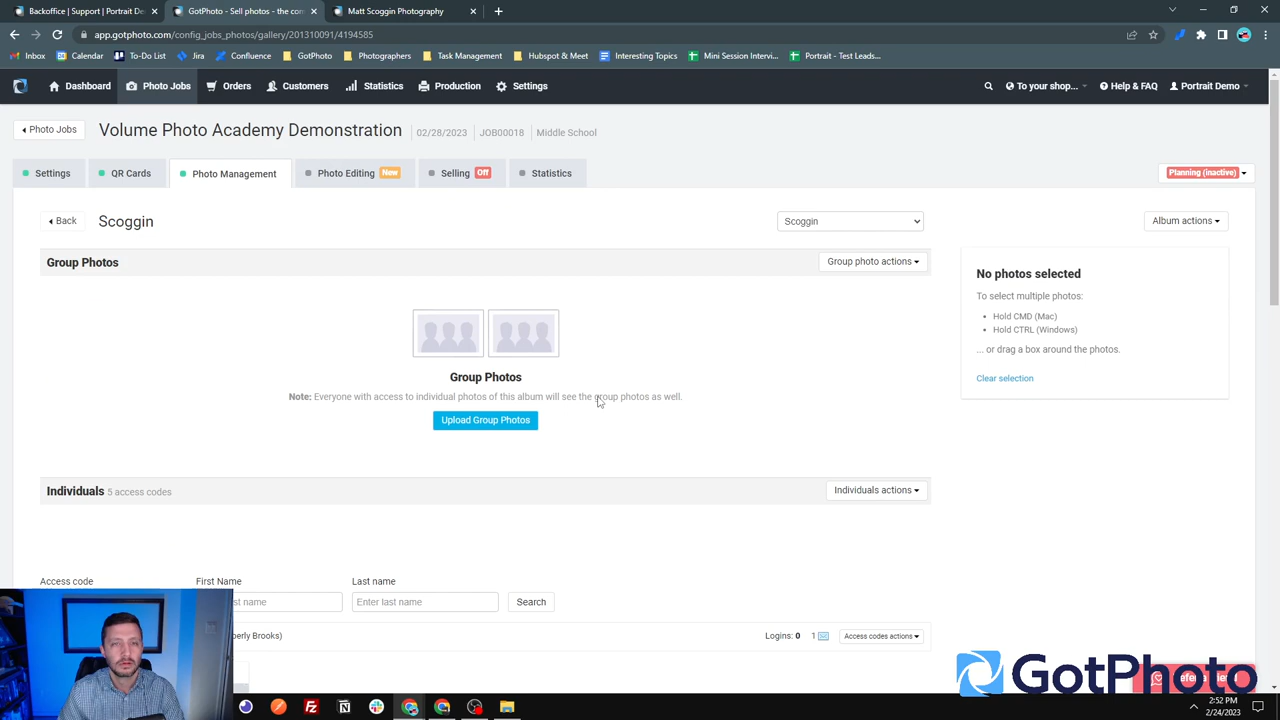 Backoffice | Support | Portrait De
GotPhoto - Sell photos - the con
Matt Scoggin Photography
app.gotphoto.com/config_jobs_photos/gallery/201310091/4194585
Inbox
Calendar
To-Do List
Jira
Confluence
GotPhoto
Photographers
Task Management
Hubspot & Meet
Interesting Topics
Mini Session Interv...
Portrait - Test Leads...
Dashboard
Photo Jobs
Orders
Customers
Statistics
Production
Settings
To your shop...
Help & FAQ
Portrait Demo
Photo Jobs
Volume Photo Academy Demonstration
02/28/2023
JOB00018
Middle School
Settings
QR Cards
Photo Management
Photo Editing New
Selling Off
Statistics
Planning (inactive)
Back
Scoggin
Scoggin
Album actions
Group Photos
Group photo actions
No photos selected
To select multiple photos:
• Hold CMD (Mac)
• Hold CTRL (Windows)
... or drag a box around the photos.
Clear selection
Group Photos
Note: Everyone with access to individual photos of this album will see the group photos as well.
Upload Group Photos
Individuals 5 access codes
Individuals actions
Access code
First Name
Last name
st name
Enter last name
Search
perly Brooks)
Logins: 0
1
Access codes actions
GotPhoto
2:52 PM
2/24/2023